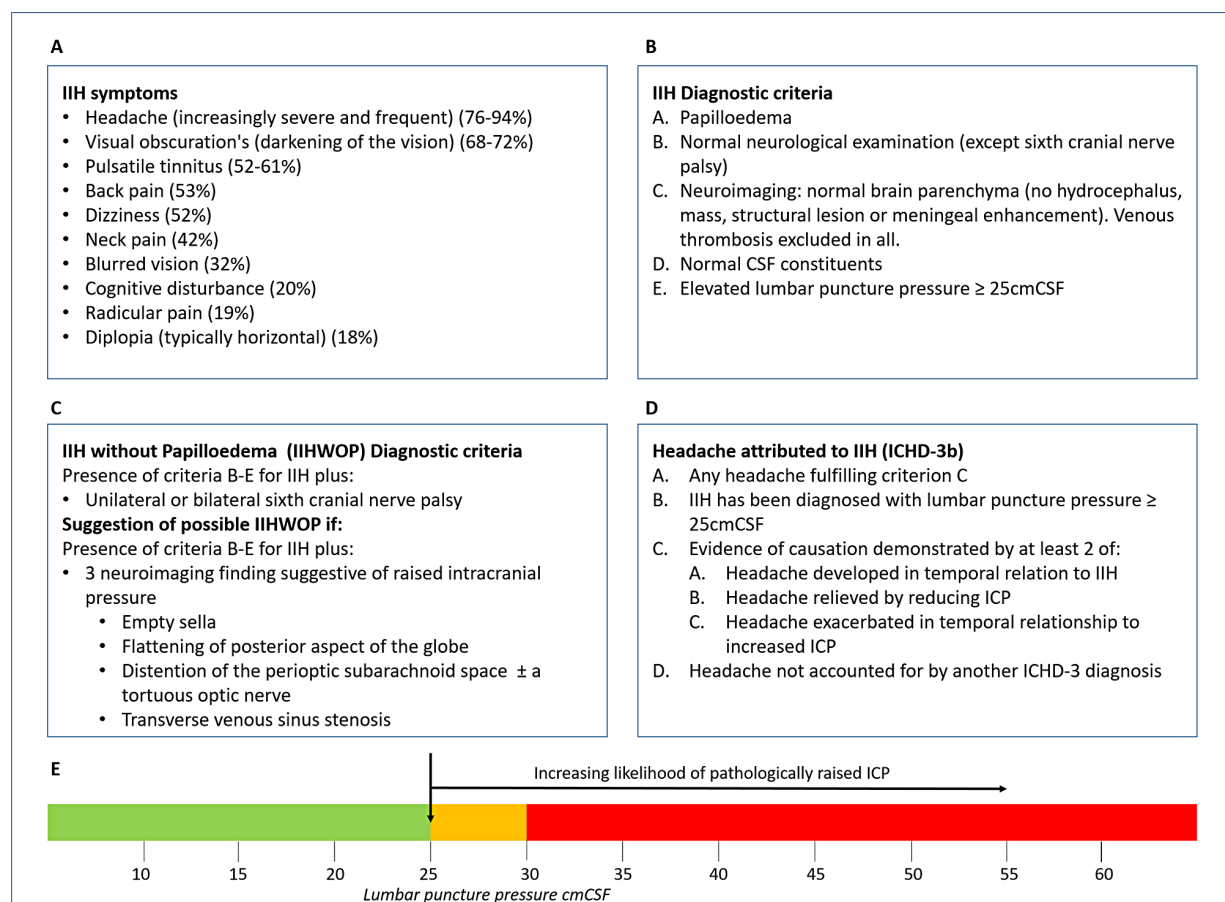 A
IIH symptoms
• Headache (increasingly severe and frequent) (76-94%)
• Visual obscuration's (darkening of the vision) (68-72%)
• Pulsatile tinnitus (52-61%)
• Back pain (53%)
• Dizziness (52%)
• Neck pain (42%)
• Blurred vision (32%)
• Cognitive disturbance (20%)
• Radicular pain (19%)
• Diplopia (typically horizontal) (18%)
B
IIH Diagnostic criteria
A. Papilloedema
B. Normal neurological examination (except sixth cranial nerve
palsy)
C. Neuroimaging: normal brain parenchyma (no hydrocephalus,
mass, structural lesion or meningeal enhancement). Venous
thrombosis excluded in all.
D. Normal CSF constituents
E. Elevated lumbar puncture pressure ≥ 25cmCSF
C
IIH without Papilloedema (IIHWOP) Diagnostic criteria
Presence of criteria B-E for IIH plus:
• Unilateral or bilateral sixth cranial nerve palsy
Suggestion of possible IIHWOP if:
Presence of criteria B-E for IIH plus:
• 3 neuroimaging finding suggestive of raised intracranial
pressure
• Empty sella
• Flattening of posterior aspect of the globe
• Distention of the perioptic subarachnoid space ± a
tortuous optic nerve
• Transverse venous sinus stenosis
D
Headache attributed to IIH (ICHD-3b)
A. Any headache fulfilling criterion C
B. IIH has been diagnosed with lumbar puncture pressure ≥
25cmCSF
C. Evidence of causation demonstrated by at least 2 of:
A. Headache developed in temporal relation to IIH
B. Headache relieved by reducing ICP
C. Headache exacerbated in temporal relationship to
increased ICP
D. Headache not accounted for by another ICHD-3 diagnosis
E
Increasing likelihood of pathologically raised ICP
10 15 20 25 30 35 40 45 50 55 60
Lumbar puncture pressure cmCSF